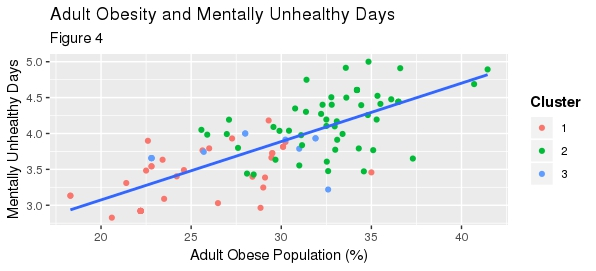 Adult Obesity and Mentally Unhealthy Days
Figure 4
Mentally Unhealthy Days
5.0
4.5
4.0
3.5
3.0
20
25
30
35
40
Adult Obese Population (%)
Cluster
1
2
3